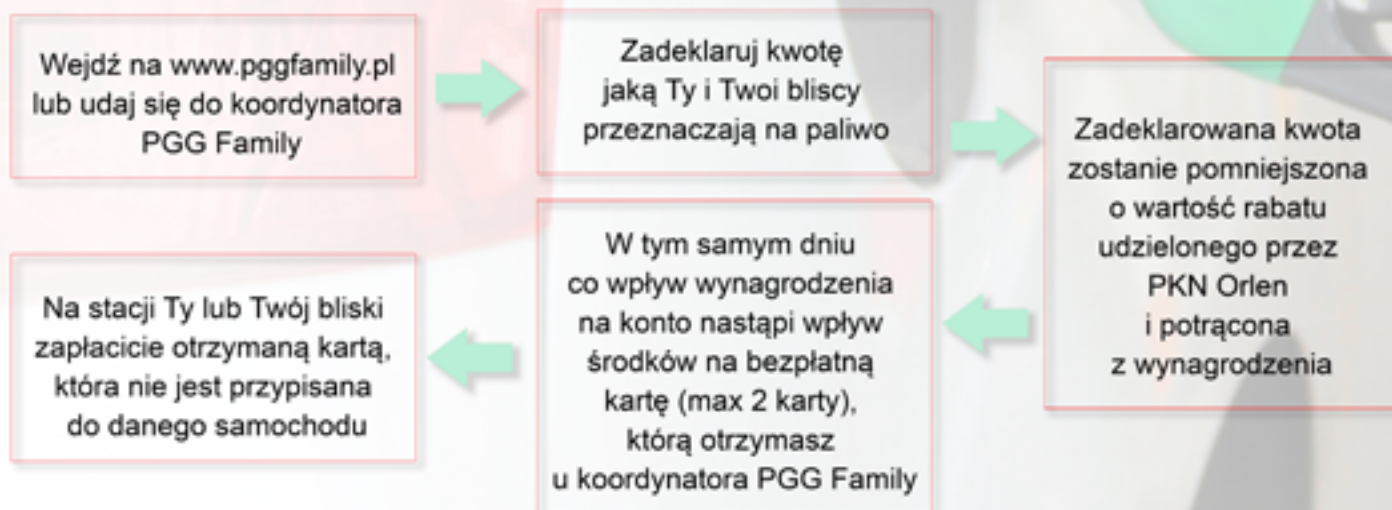 Wejdź na www.pggfamily.pl
lub udaj się do koordynatora
PGG Family
Zadeklaruj kwotę
jaką Ty i Twoi bliscy
przeznaczają na paliwo
Zadeklarowana kwota
zostanie pomniejszona
o wartość rabatu
udzielonego przez
PKN Orlen
i potrącona
z wynagrodzenia
W tym samym dniu
co wpływ wynagrodzenia
na konto nastąpi wpływ
środków na bezpłatną
kartę (max 2 karty),
którą otrzymasz
u koordynatora PGG Family
Na stacji Ty lub Twój bliski
zapłacicie otrzymaną kartą,
która nie jest przypisana
do danego samochodu